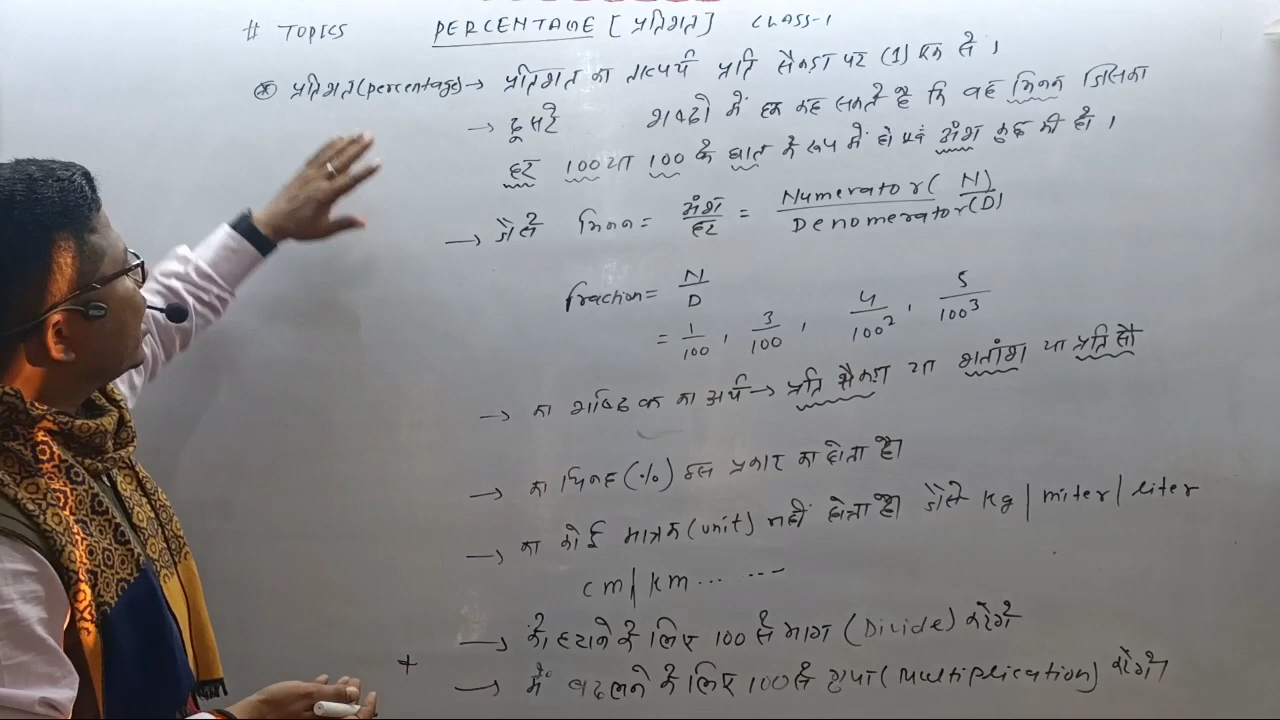 # TOPICS PERCENTAGE [प्रतिशत] CLASS-1
* प्रतिशत (percentage) → प्रतिशत का तात्पर्य प्रति सैकड़ा पर (1) एक से ।
→ दूसरे शब्दो में हम कह सकते है कि वह भिन्न जिसका
हर 100 या 100 के घात के रूप में हो एवं अंश कुछ भी हो ।
→ जैसे भिन्न = अंश/हर = Numerator(N)/Denomerator(D)
fraction = N/D
= 1/100 , 3/100 , 4/100² , 5/100³
→ का शाब्दिक का अर्थ → प्रति सैकड़ा या शतांश या प्रति सौ
→ का चिन्ह (%) इस प्रकार का होता है।
→ का कोई मात्रक (unit) नहीं होता है। जैसे kg | miter | liter
cm | km ... ...
→ को हटाने के लिए 100 से भाग (Divide) करेंगे
+ → में बदलने के लिए 100 से गुणा (Multiplication) करेंगे।